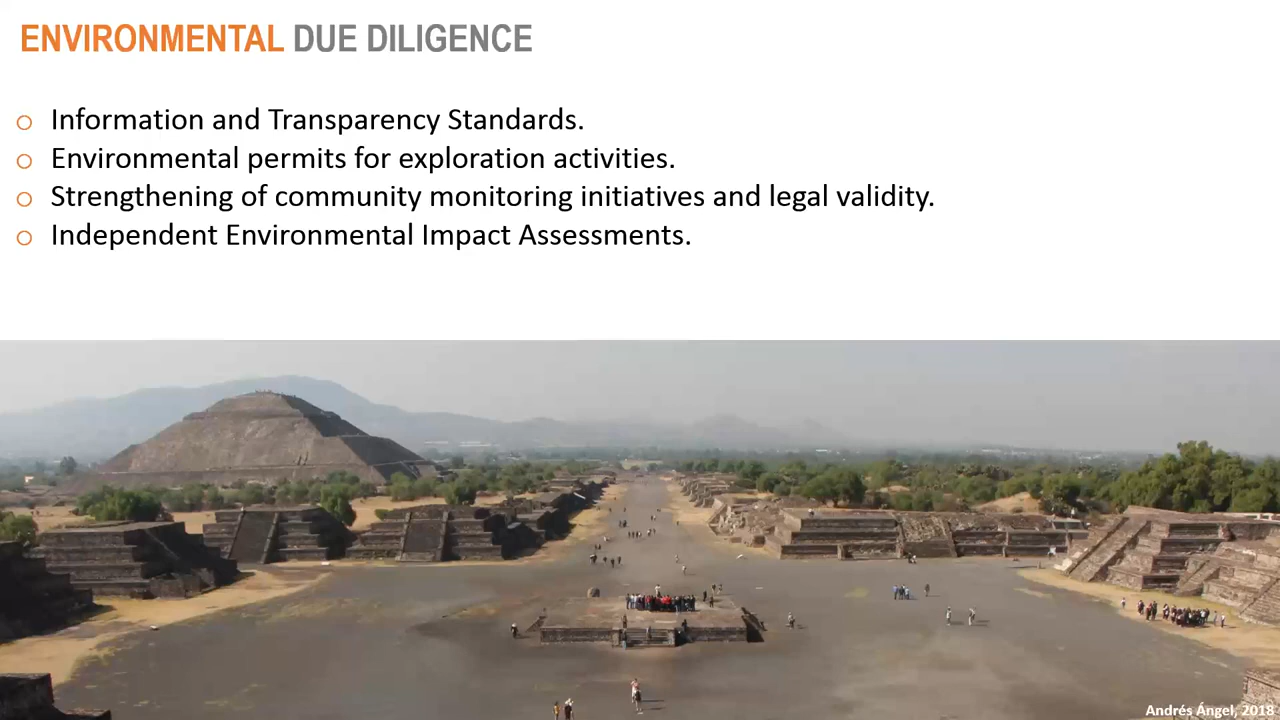 ENVIRONMENTAL DUE DILIGENCE
o Information and Transparency Standards.
o Environmental permits for exploration activities.
o Strengthening of community monitoring initiatives and legal validity.
o Independent Environmental Impact Assessments.
Andrés Ángel, 2018